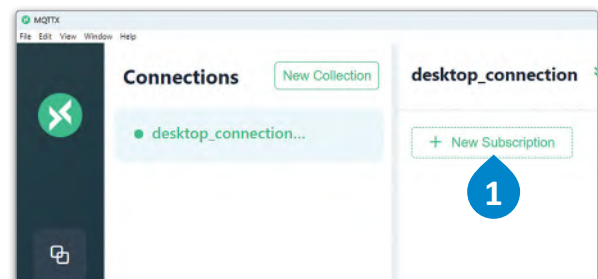 MQTTX
File Edit View Window Help
Connections
New Collection
desktop_connection
desktop_connection...
+ New Subscription
1